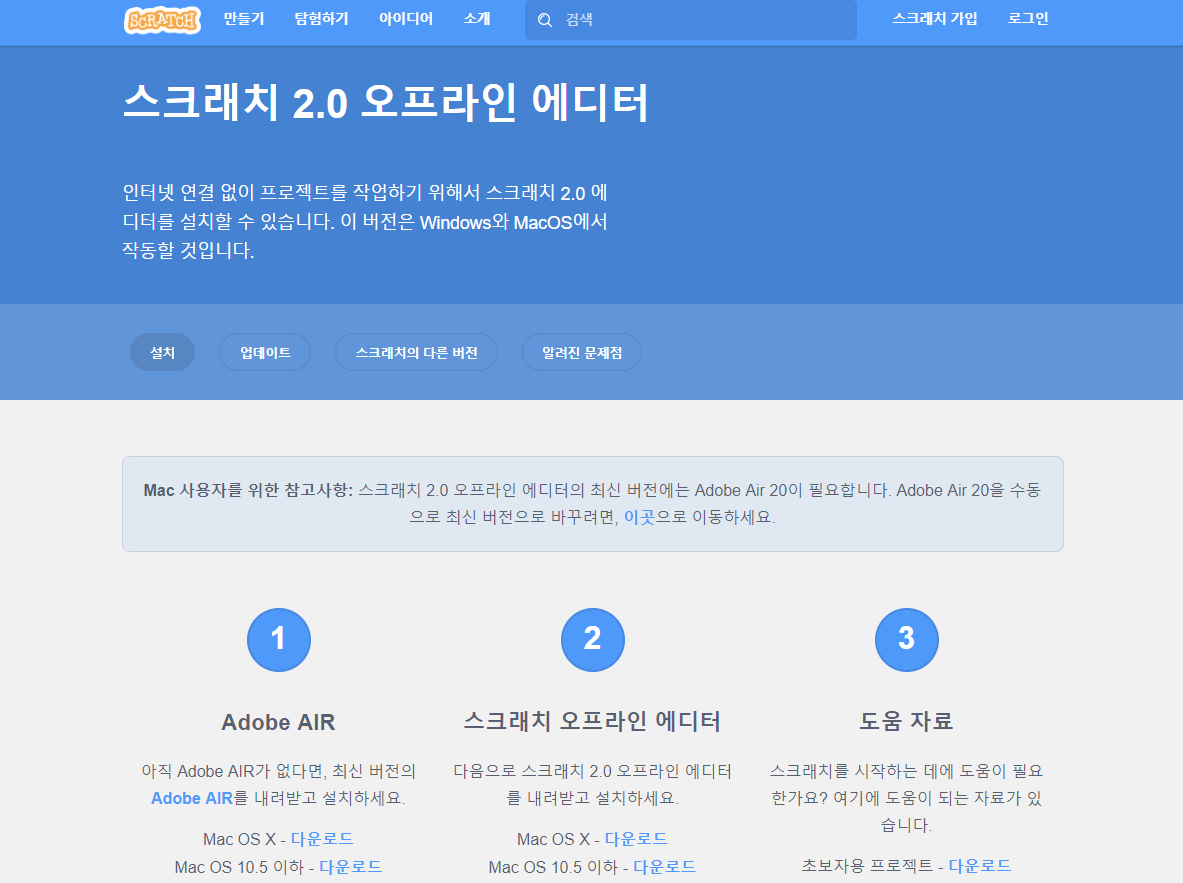 SCRATCH 만들기 탐험하기 아이디어 소개 검색 스크래치 가입 로그인
스크래치 2.0 오프라인 에디터
인터넷 연결 없이 프로젝트를 작업하기 위해서 스크래치 2.0 에
디터를 설치할 수 있습니다. 이 버전은 Windows와 MacOS에서
작동할 것입니다.
설치 업데이트 스크래치의 다른 버전 알려진 문제점
Mac 사용자를 위한 참고사항: 스크래치 2.0 오프라인 에디터의 최신 버전에는 Adobe Air 20이 필요합니다. Adobe Air 20을 수동
으로 최신 버전으로 바꾸려면, 이곳으로 이동하세요.
1
Adobe AIR
아직 Adobe AIR가 없다면, 최신 버전의
Adobe AIR를 내려받고 설치하세요.
Mac OS X - 다운로드
Mac OS 10.5 이하 - 다운로드
2
스크래치 오프라인 에디터
다음으로 스크래치 2.0 오프라인 에디터
를 내려받고 설치하세요.
Mac OS X - 다운로드
Mac OS 10.5 이하 - 다운로드
3
도움 자료
스크래치를 시작하는 데에 도움이 필요
한가요? 여기에 도움이 되는 자료가 있
습니다.
초보자용 프로젝트 - 다운로드